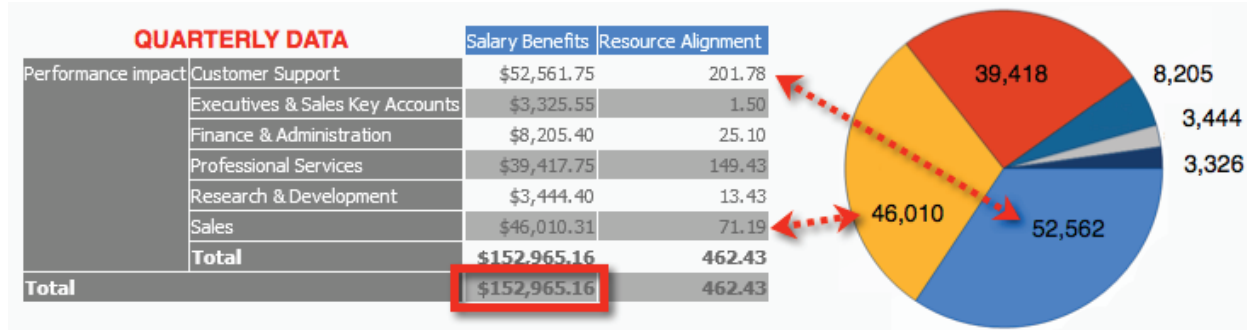 QUARTERLY DATA Salary Benefits Resource Alignment
Performance impact Customer Support $52,561.75 201.78
Executives & Sales Key Accounts $3,325.55 1.50
Finance & Administration $8,205.40 25.10
Professional Services $39,417.75 149.43
Research & Development $3,444.40 13.43
Sales $46,010.31 71.19
Total $152,965.16 462.43
Total $152,965.16 462.43
39,418
8,205
3,444
3,326
46,010
52,562